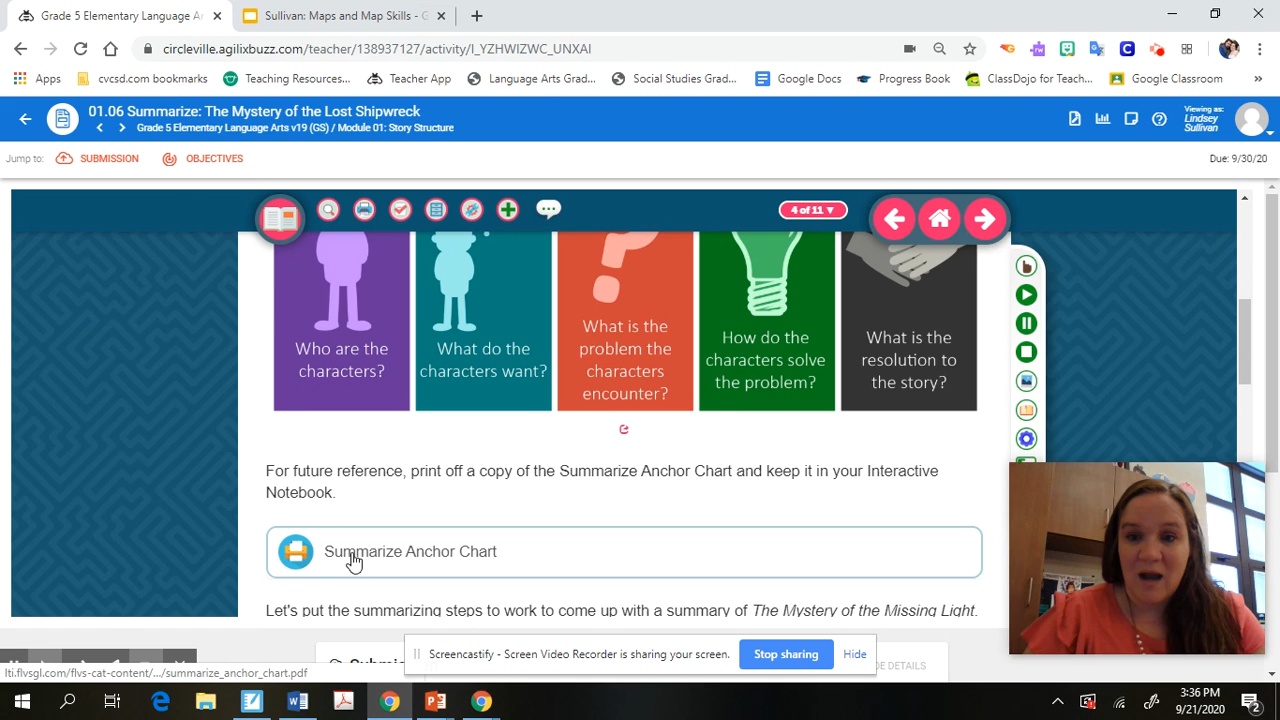 Grade 5 Elementary Language Ar
Sullivan: Maps and Map Skills - G
circleville.agilixbuzz.com/teacher/138937127/activity/I_YZHWIZWC_UNXAI
Apps
cvcsd.com bookmarks
Teaching Resources...
Teacher App
Language Arts Grad...
Social Studies Grad...
Google Docs
Progress Book
ClassDojo for Teach...
Google Classroom
»
01.06 Summarize: The Mystery of the Lost Shipwreck
Grade 5 Elementary Language Arts v19 (GS) / Module 01: Story Structure
Viewing as:
Lindsey
Sullivan
Jump to:
SUBMISSION
OBJECTIVES
Due: 9/30/20
4 of 11 ▼
Who are the
characters?
What do the
characters want?
What is the
problem the
characters
encounter?
How do the
characters solve
the problem?
What is the
resolution to
the story?
For future reference, print off a copy of the Summarize Anchor Chart and keep it in your Interactive
Notebook.
Summarize Anchor Chart
Let's put the summarizing steps to work to come up with a summary of The Mystery of the Missing Light.
Screencastify - Screen Video Recorder is sharing your screen.
Stop sharing
Hide
DETAILS
lti.flvsgl.com/flvs-cat-content/.../summarize_anchor_chart.pdf
3:36 PM
9/21/2020
2